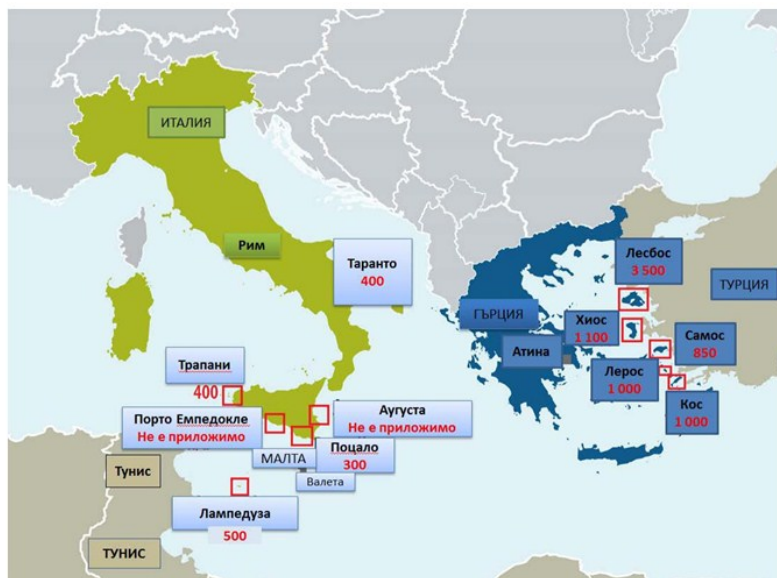 ИТАЛИЯ
Рим
Таранто
400
Трапани
400
Порто Емпедокле
Не е приложимо
Аугуста
Не е приложимо
Поцало
300
МАЛТА
Валета
Тунис
Лампедуза
500
ТУНИС
Лесбос
3 500
ТУРЦИЯ
ГЪРЦИЯ
Хиос
1 100
Самос
850
Атина
Лерос
1 000
Кос
1 000